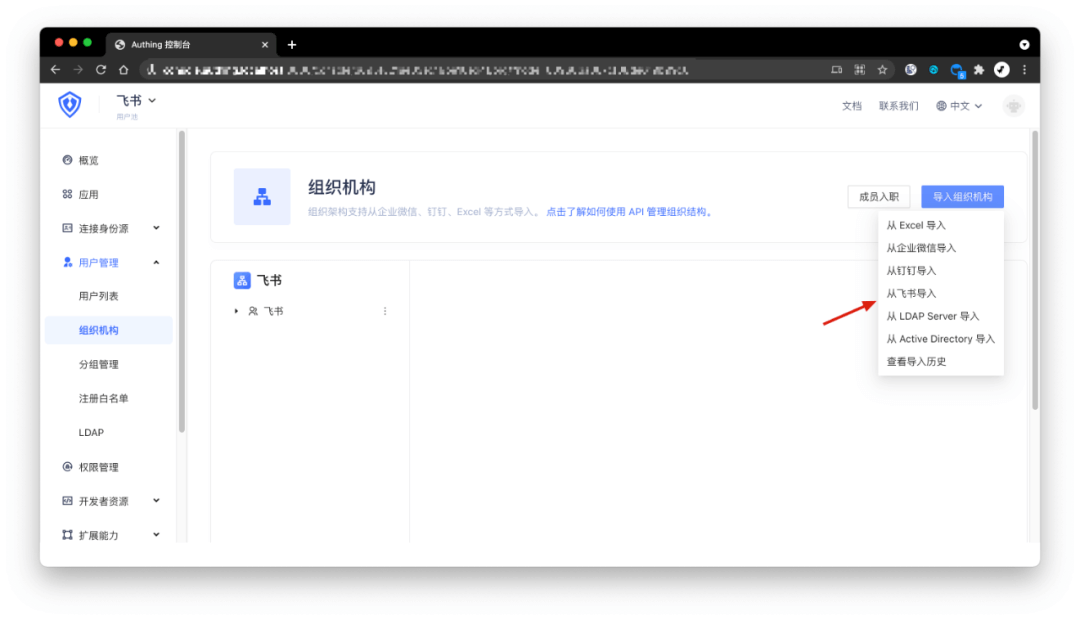 Authing 控制台
飞书
用户池
文档
联系我们
中文
概览
应用
连接身份源
用户管理
用户列表
组织机构
分组管理
注册白名单
LDAP
权限管理
开发者资源
扩展能力
组织机构
组织架构支持从企业微信、钉钉、Excel 等方式导入。 点击了解如何使用 API 管理组织结构。
成员入职
导入组织机构
从 Excel 导入
从企业微信导入
从钉钉导入
从飞书导入
从 LDAP Server 导入
从 Active Directory 导入
查看导入历史
飞书
飞书